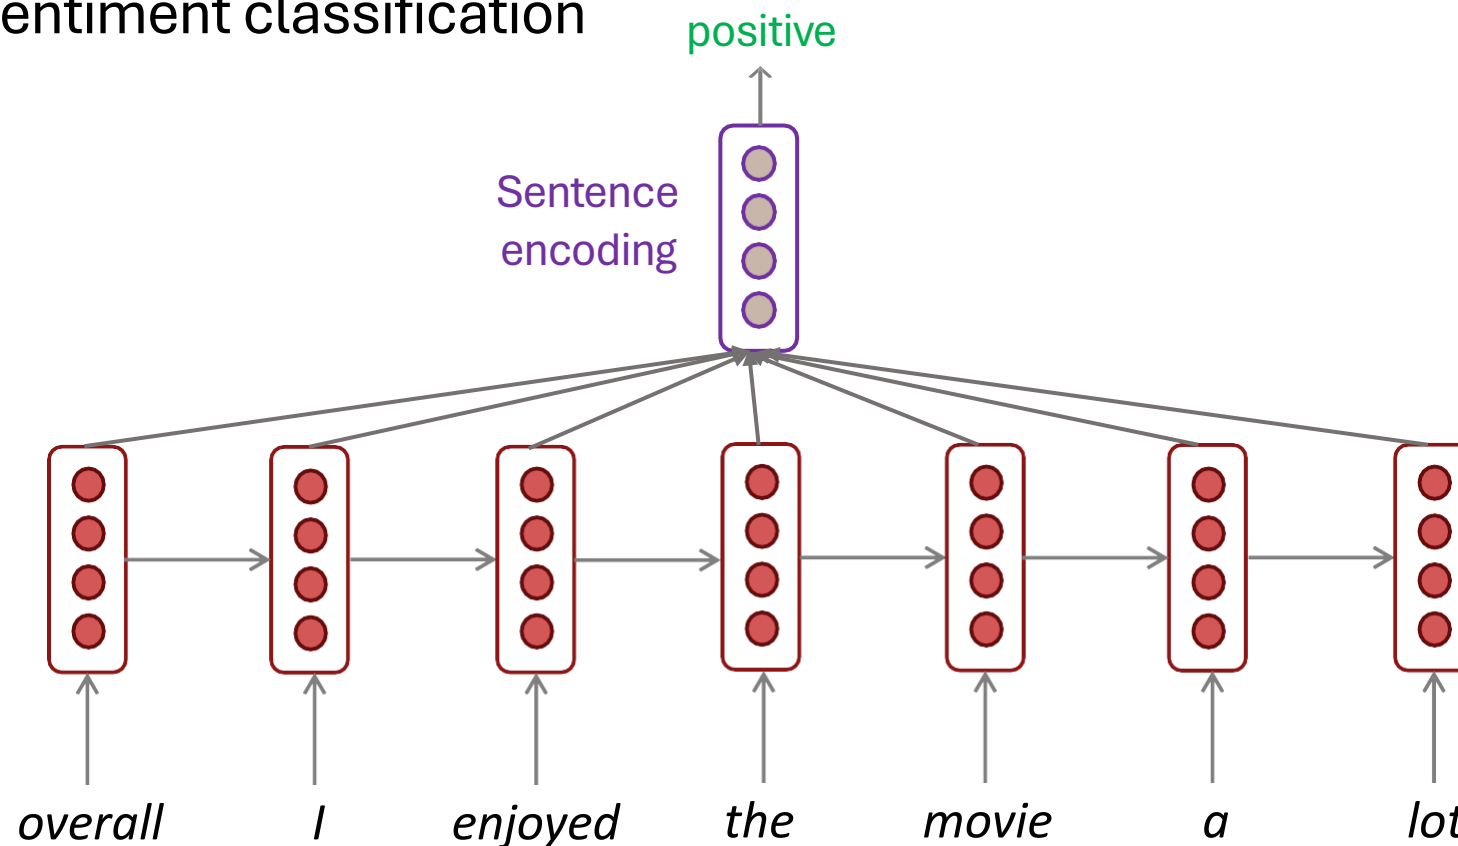 entiment classification
positive
Sentence
encoding
overall I enjoyed the movie a lot